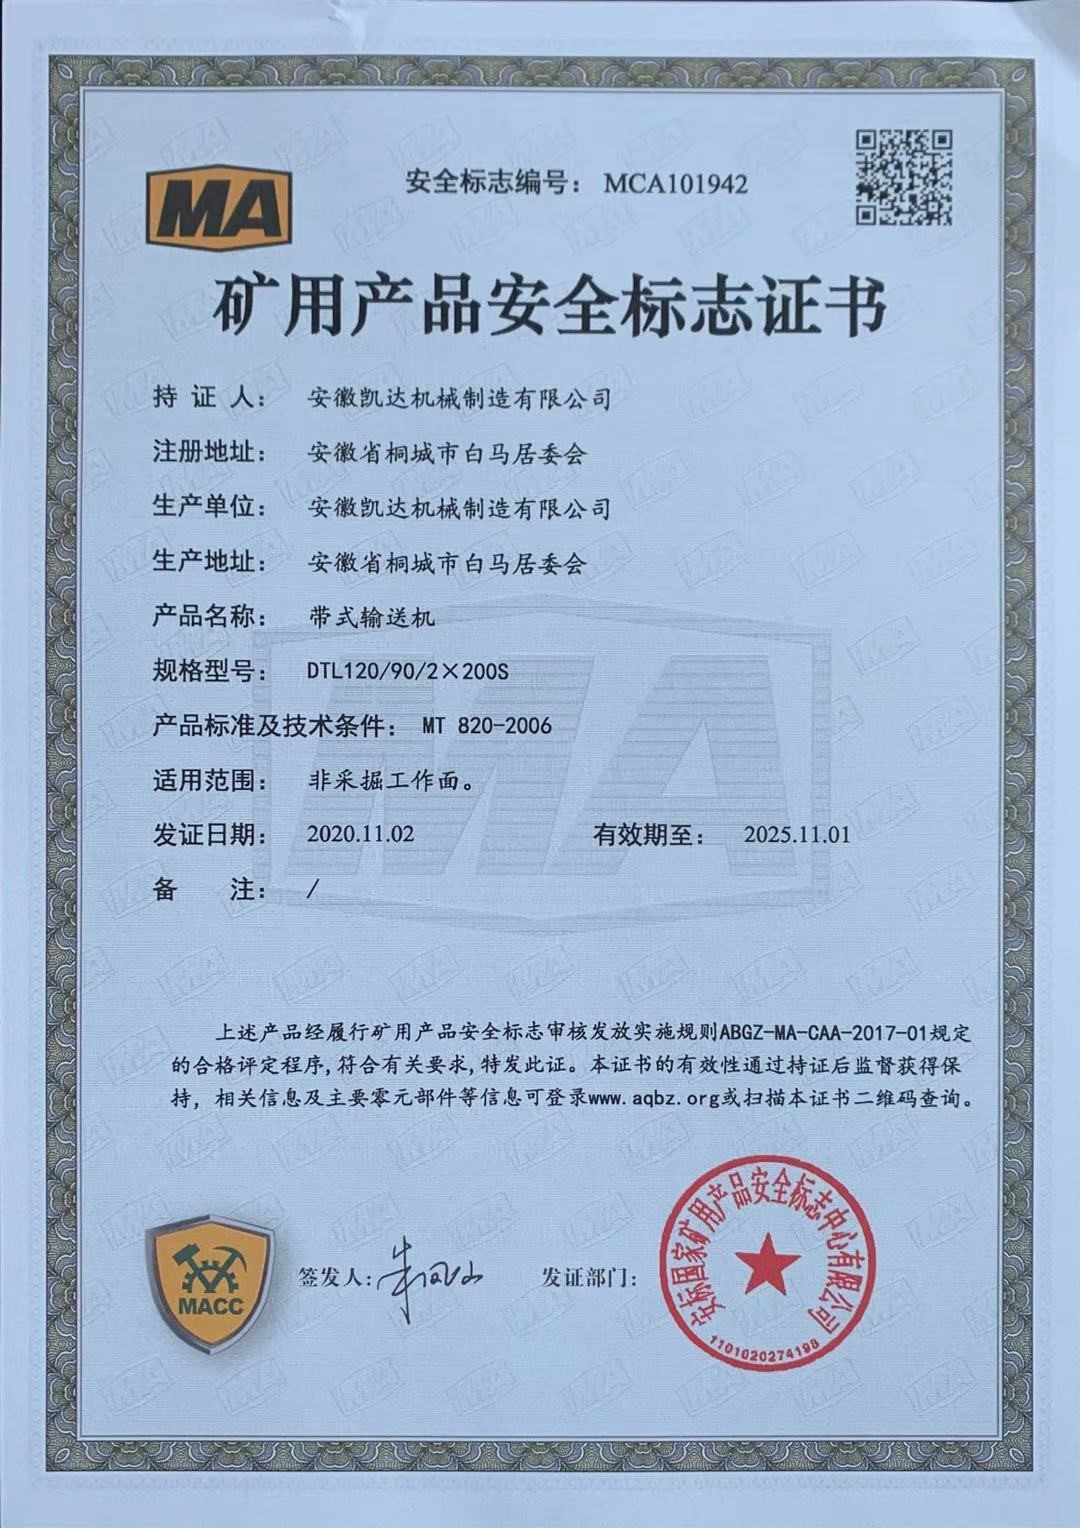 MA
安全标志编号： MCA101942
矿用产品安全标志证书
持 证 人： 安徽凯达机械制造有限公司
注册地址： 安徽省桐城市白马居委会
生产单位： 安徽凯达机械制造有限公司
生产地址： 安徽省桐城市白马居委会
产品名称： 带式输送机
规格型号： DTL120/90/2×200S
产品标准及技术条件： MT 820-2006
适用范围： 非采掘工作面。
发证日期： 2020.11.02 有效期至： 2025.11.01
备 注： /
上述产品经履行矿用产品安全标志审核发放实施规则ABGZ-MA-CAA-2017-01规定
的合格评定程序,符合有关要求,特发此证。本证书的有效性通过持证后监督获得保
持，相关信息及主要零元部件等信息可登录www.aqbz.org或扫描本证书二维码查询。
MACC
签发人: 发证部门:
安标国家矿用产品安全标志中心有限公司
1101020274198